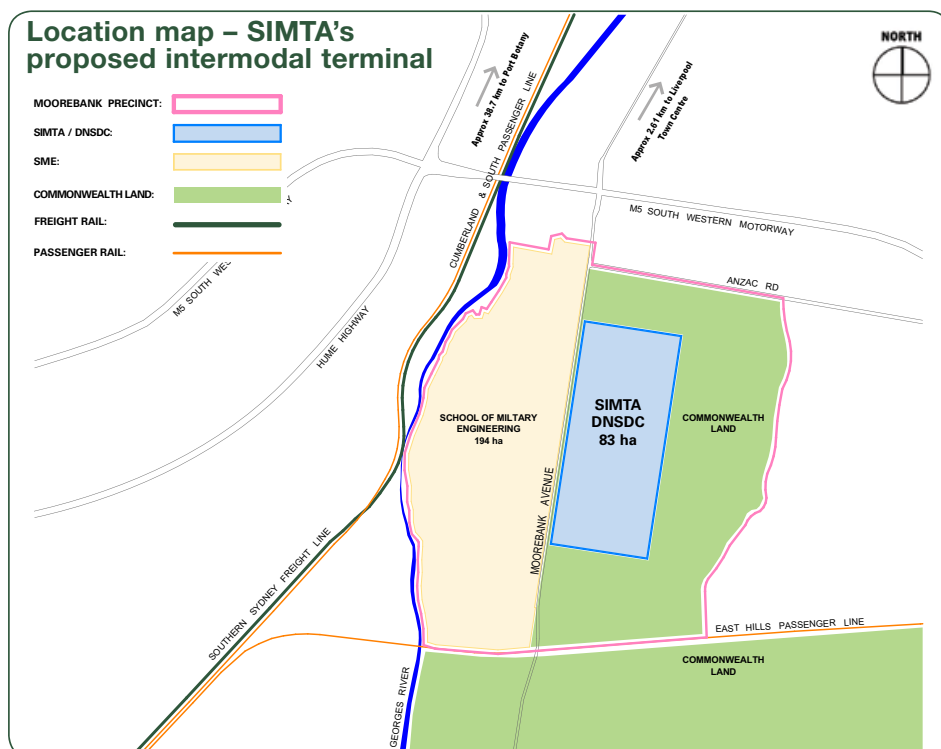 Location map – SIMTA's
proposed intermodal terminal
NORTH
MOOREBANK PRECINCT:
SIMTA / DNSDC:
SME:
COMMONWEALTH LAND:
FREIGHT RAIL:
PASSENGER RAIL:
Approx 38.7 km to Port Botany
Approx 2.61 km to Liverpool
Town Centre
CUMBERLAND & SOUTH PASSENGER LINE
M5 SOUTH WESTERN MOTORWAY
M5 SOUTH WES
Y
HUME HIGHWAY
ANZAC RD
SCHOOL OF MILTARY
ENGINEERING
194 ha
SIMTA
DNSDC
83 ha
COMMONWEALTH
LAND
MOOREBANK AVENUE
SOUTHERN SYDNEY FREIGHT LINE
EAST HILLS PASSENGER LINE
COMMONWEALTH
LAND
GEORGES RIVER